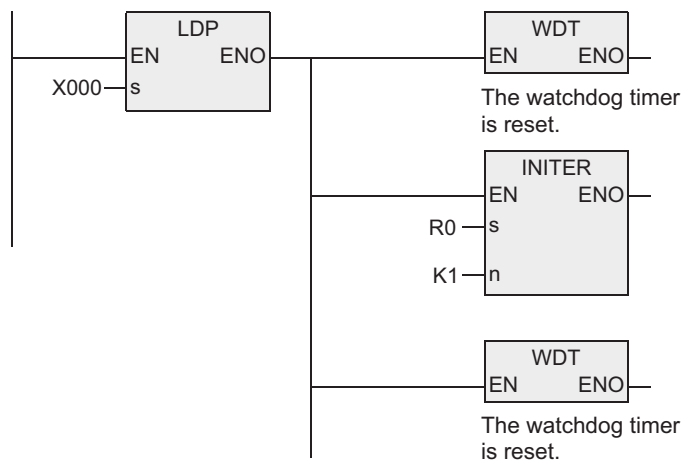 LDP
EN ENO
X000 s
WDT
EN ENO
The watchdog timer
is reset.
INITER
EN ENO
R0 s
K1 n
WDT
EN ENO
The watchdog timer
is reset.